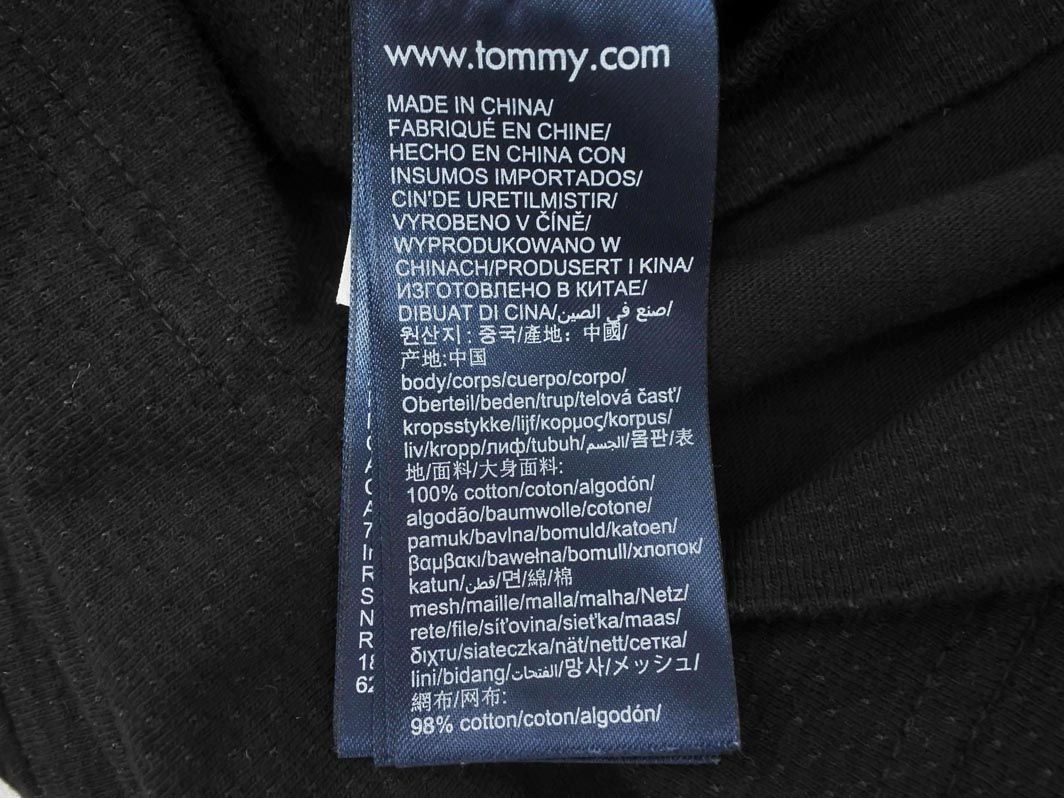 www.tommy.com
MADE IN CHINA/
FABRIQUÉ EN CHINE/
HECHO EN CHINA CON
INSUMOS IMPORTADOS/
CIN'DE URETILMISTIR/
VYROBENO V ČÍNĚ/
WYPRODUKOWANO W
CHINACH/PRODUSERT I KINA/
ИЗГОТОВЛЕНО В КИТАЕ/
DIBUAT DI CINA/صنع في الصين/
원산지 : 중국/產地: 中國/
产地:中国
body/corps/cuerpo/corpo/
Oberteil/beden/trup/telová časť/
kropsstykke/lijf/κορμος/korpus/
liv/kropp/лиф/tubuh/الجسم/몸판/表
地/面料/大身面料:
100% cotton/coton/algodón/
algodão/baumwolle/cotone/
pamuk/bavlna/bomuld/katoen/
βαμβακι/bawełna/bomull/хлопок/
katun/قطن/면/綿/棉
mesh/maille/malla/malha/Netz/
rete/file/síťovina/sieťka/maas/
διχτυ/siateczka/nät/nett/сетка/
lini/bidang/الفتحات/망사/メッシュ/
網布/网布:
98% cotton/coton/algodón/